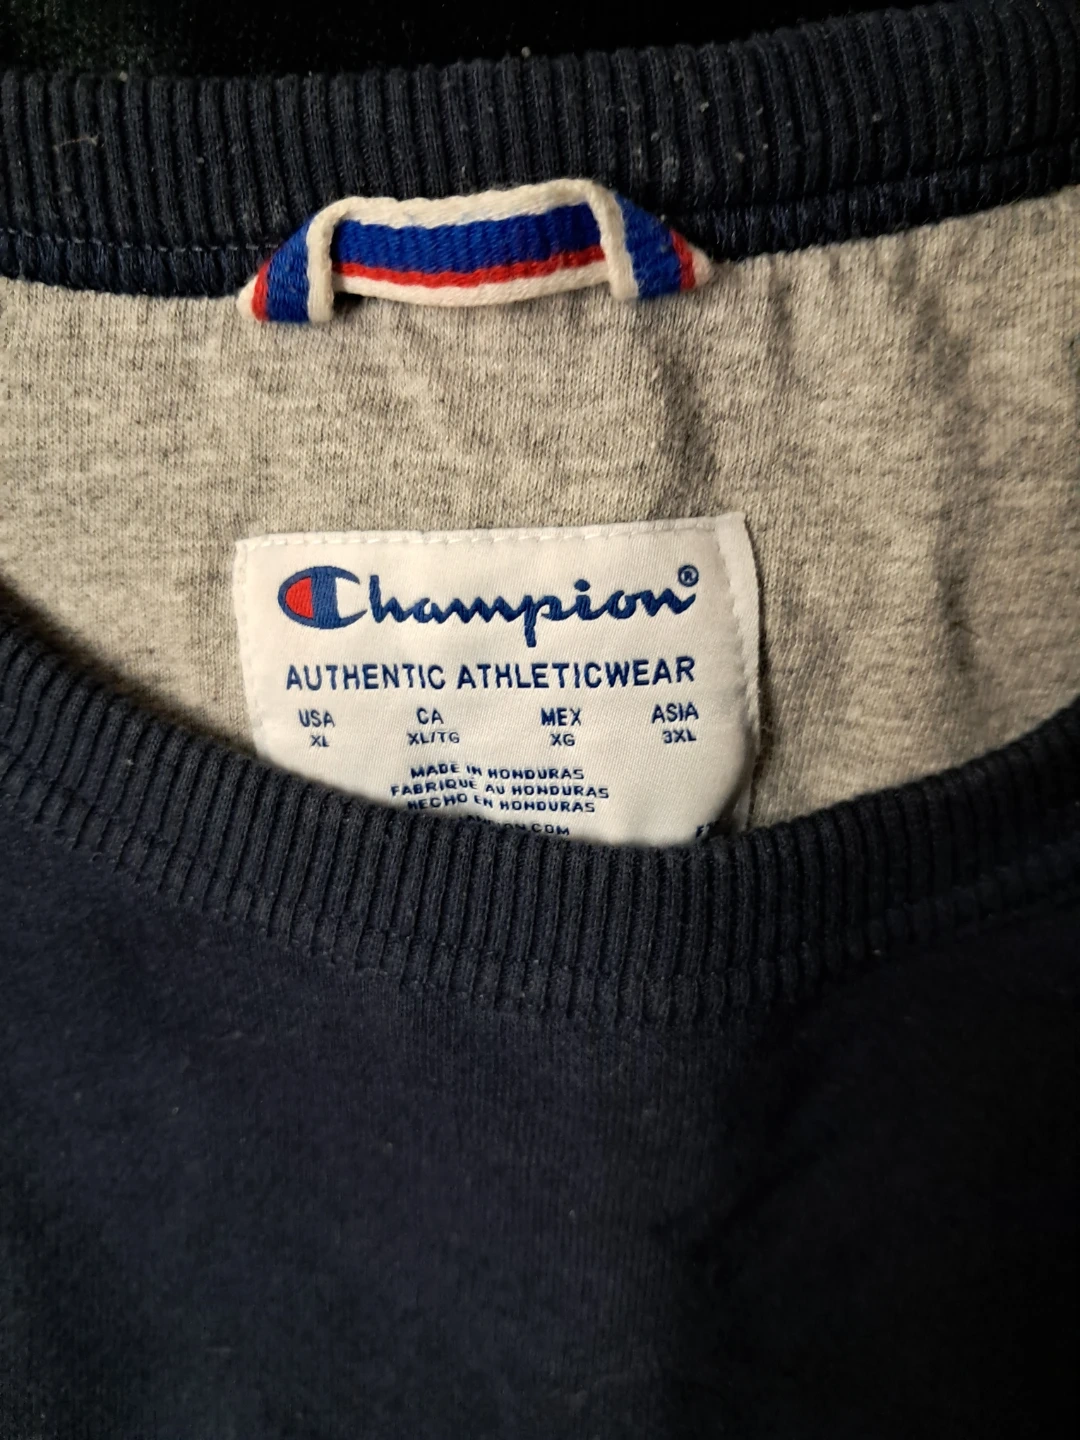 Champion®
AUTHENTIC ATHLETICWEAR
USA CA MEX ASIA
XL XL/TG XG 3XL
MADE IN HONDURAS
FABRIQUÉ AU HONDURAS
HECHO EN HONDURAS